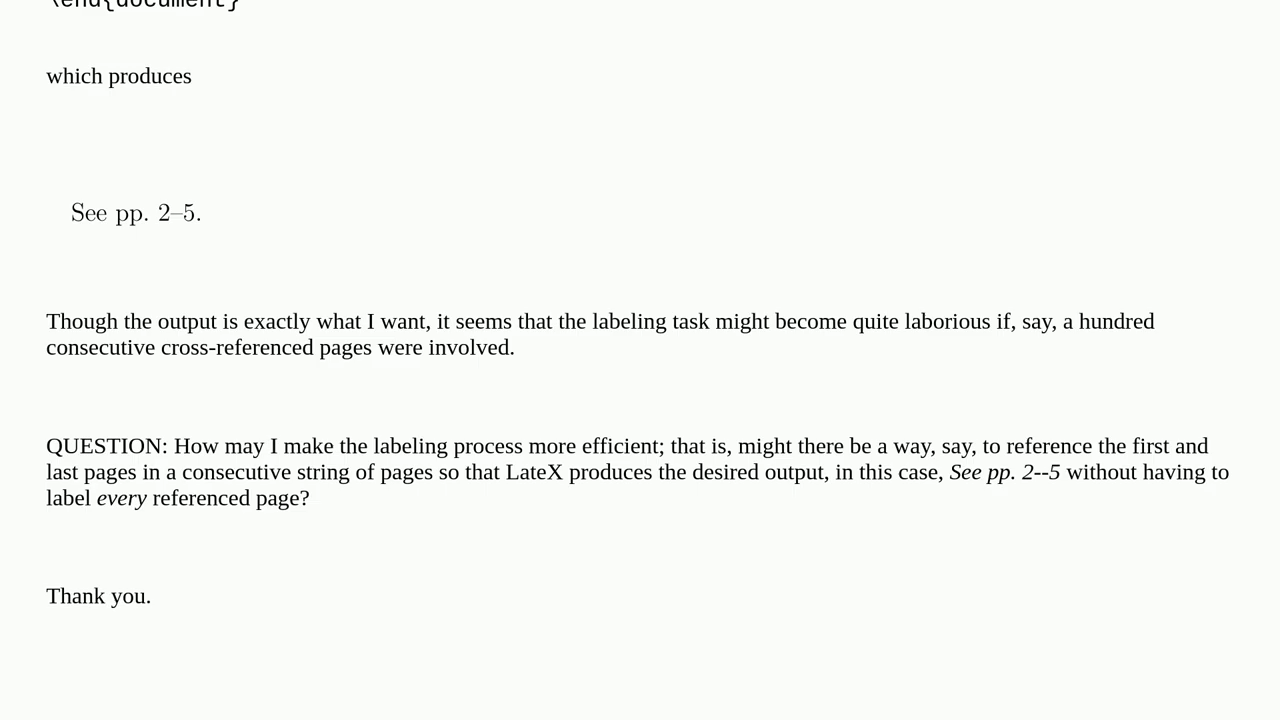 \end{document}
which produces
See pp. 2–5.
Though the output is exactly what I want, it seems that the labeling task might become quite laborious if, say, a hundred
consecutive cross-referenced pages were involved.
QUESTION: How may I make the labeling process more efficient; that is, might there be a way, say, to reference the first and
last pages in a consecutive string of pages so that LateX produces the desired output, in this case, See pp. 2--5 without having to
label every referenced page?
Thank you.